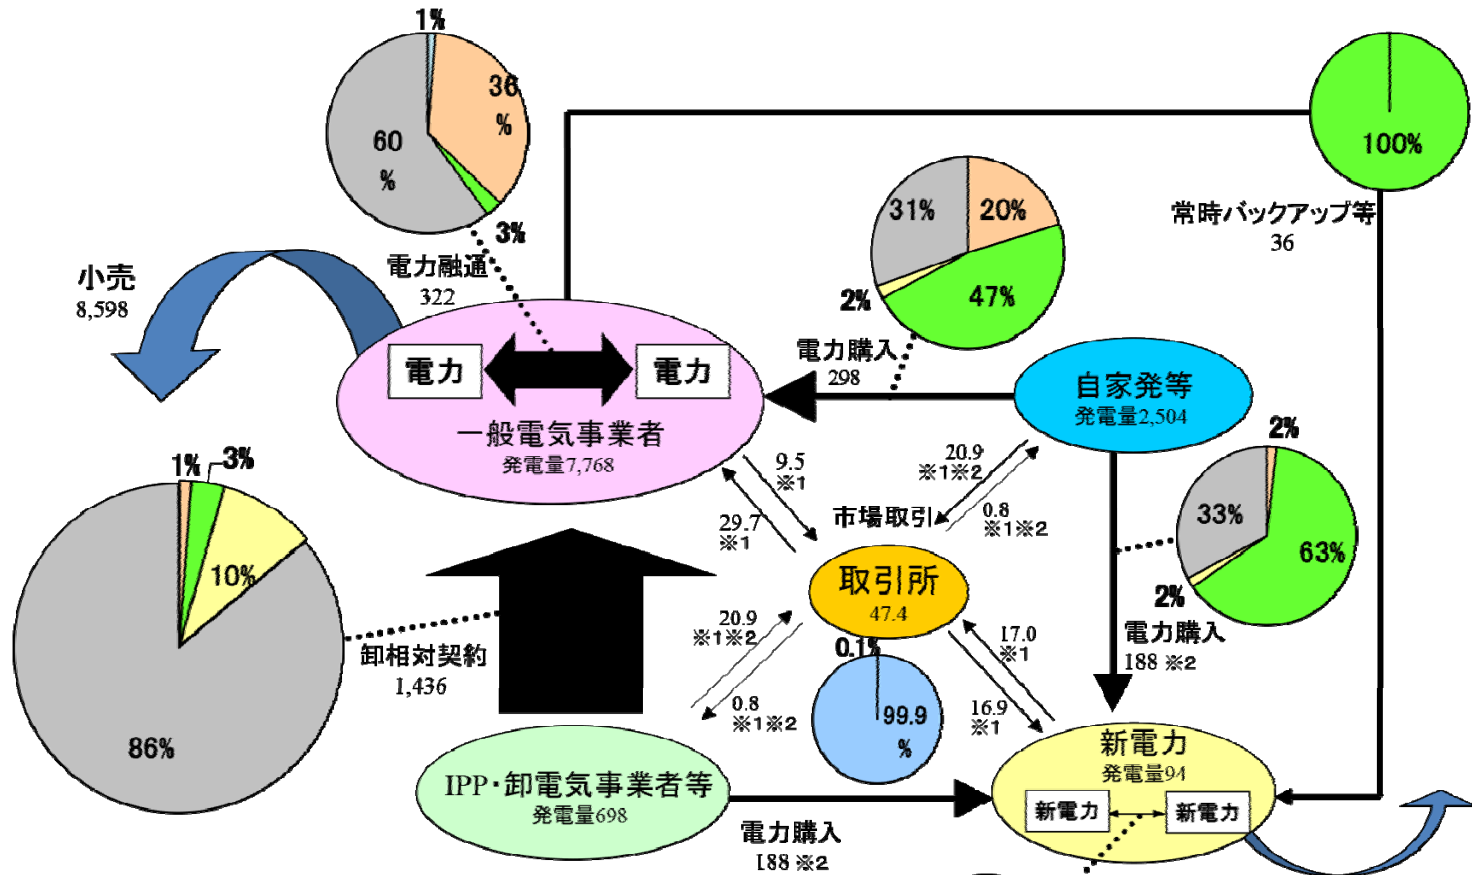 1%
36
%
60
%
3%
100%
常時バックアップ等
36
小売
8,598
電力融通
322
31%
20%
2%
47%
電力購入
298
電力
電力
一般電気事業者
発電量7,768
自家発等
発電量2,504
2%
33%
63%
2%
電力購入
188 ※2
9.5
※1
29.7
※1
20.9
※1※2
0.8
※1※2
市場取引
取引所
47.4
0.1%
99.9
%
1%
3%
10%
86%
卸相対契約
1,436
20.9
※1※2
0.8
※1※2
17.0
※1
16.9
※1
IPP・卸電気事業者等
発電量698
電力購入
188 ※2
新電力
発電量94
新電力
新電力